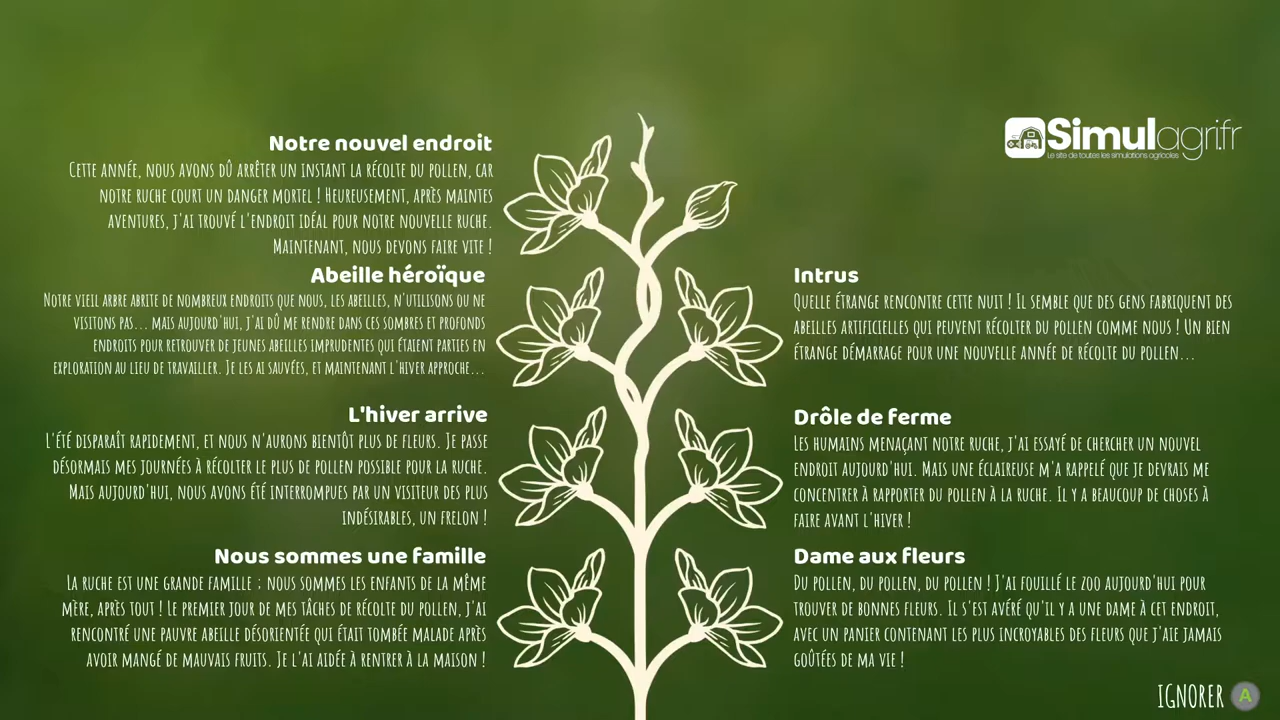 Simulagri.fr
Le site de toutes les simulations agricoles
Notre nouvel endroit
Cette année, nous avons dû arrêter un instant la récolte du pollen, car
notre ruche court un danger mortel ! Heureusement, après maintes
aventures, j'ai trouvé l'endroit idéal pour notre nouvelle ruche.
Maintenant, nous devons faire vite !
Abeille héroïque
Notre vieil arbre abrite de nombreux endroits que nous, les abeilles, n'utilisons ou ne
visitons pas... mais aujourd'hui, j'ai dû me rendre dans ces sombres et profonds
endroits pour retrouver de jeunes abeilles imprudentes qui étaient parties en
exploration au lieu de travailler. Je les ai sauvées, et maintenant l'hiver approche...
L'hiver arrive
L'été disparaît rapidement, et nous n'aurons bientôt plus de fleurs. Je passe
désormais mes journées à récolter le plus de pollen possible pour la ruche.
Mais aujourd'hui, nous avons été interrompues par un visiteur des plus
indésirables, un frelon !
Nous sommes une famille
La ruche est une grande famille ; nous sommes les enfants de la même
mère, après tout ! Le premier jour de mes tâches de récolte du pollen, j'ai
rencontré une pauvre abeille désorientée qui était tombée malade après
avoir mangé de mauvais fruits. Je l'ai aidée à rentrer à la maison !
Intrus
Quelle étrange rencontre cette nuit ! Il semble que des gens fabriquent des
abeilles artificielles qui peuvent récolter du pollen comme nous ! Un bien
étrange démarrage pour une nouvelle année de récolte du pollen...
Drôle de ferme
Les humains menaçant notre ruche, j'ai essayé de chercher un nouvel
endroit aujourd'hui. Mais une éclaireuse m'a rappelé que je devrais me
concentrer à rapporter du pollen à la ruche. Il y a beaucoup de choses à
faire avant l'hiver !
Dame aux fleurs
Du pollen, du pollen, du pollen ! J'ai fouillé le zoo aujourd'hui pour
trouver de bonnes fleurs. Il s'est avéré qu'il y a une dame à cet endroit,
avec un panier contenant les plus incroyables des fleurs que j'aie jamais
goûtées de ma vie !
IGNORER A